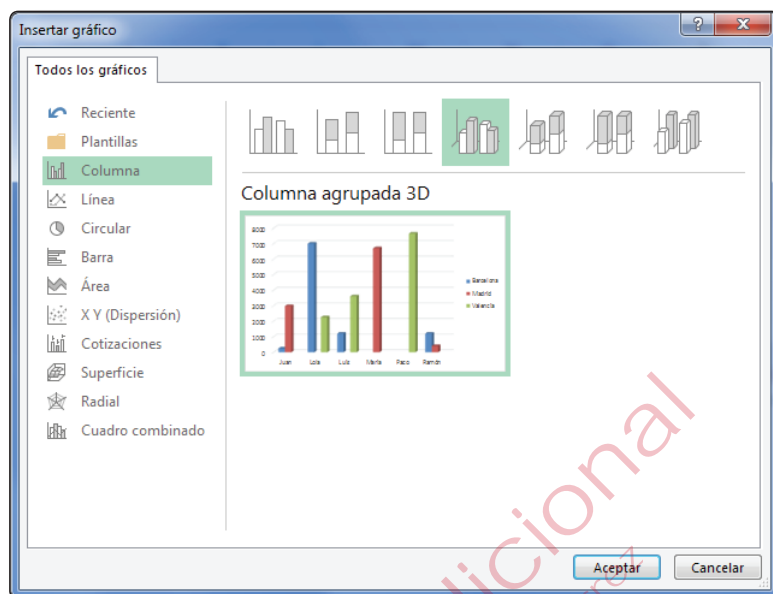 Insertar gráfico
Todos los gráficos
Reciente
Plantillas
Columna
Línea
Circular
Barra
Área
X Y (Dispersión)
Cotizaciones
Superficie
Radial
Cuadro combinado
Columna agrupada 3D
8000
7000
6000
5000
4000
3000
2000
1000
0
Juan Lola Luis María Paco Ramón
Barcelona
Madrid
Valencia
Aceptar Cancelar